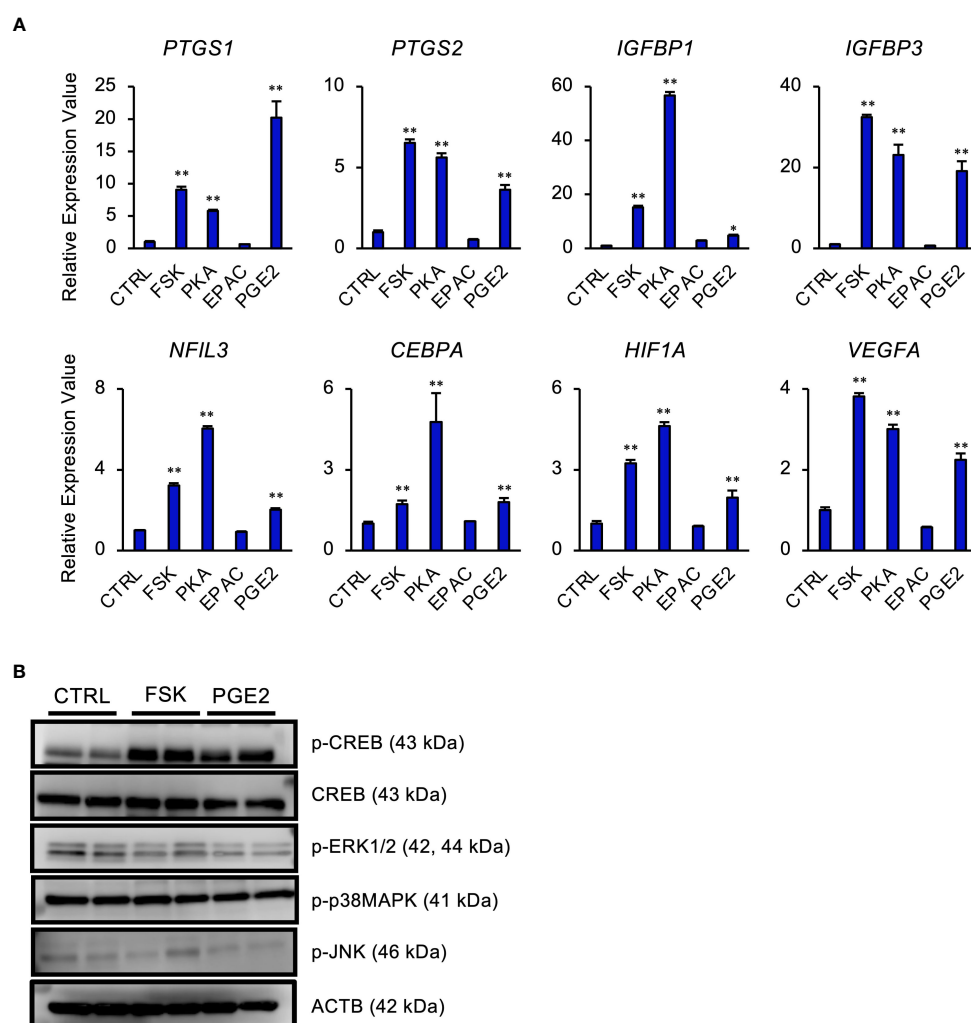 A
PTGS1 PTGS2 IGFBP1 IGFBP3
Relative Expression Value
25 20 15 10 5 0
** ** **
CTRL FSK PKA EPAC PGE2
10 5 0
** ** **
CTRL FSK PKA EPAC PGE2
60 40 20 0
** ** *
CTRL FSK PKA EPAC PGE2
40 20 0
** ** **
CTRL FSK PKA EPAC PGE2
NFIL3 CEBPA HIF1A VEGFA
Relative Expression Value
8 4 0
** ** **
CTRL FSK PKA EPAC PGE2
6 3 0
** ** **
CTRL FSK PKA EPAC PGE2
6 3 0
** ** **
CTRL FSK PKA EPAC PGE2
4 2 0
** ** **
CTRL FSK PKA EPAC PGE2
B
CTRL FSK PGE2
p-CREB (43 kDa)
CREB (43 kDa)
p-ERK1/2 (42, 44 kDa)
p-p38MAPK (41 kDa)
p-JNK (46 kDa)
ACTB (42 kDa)